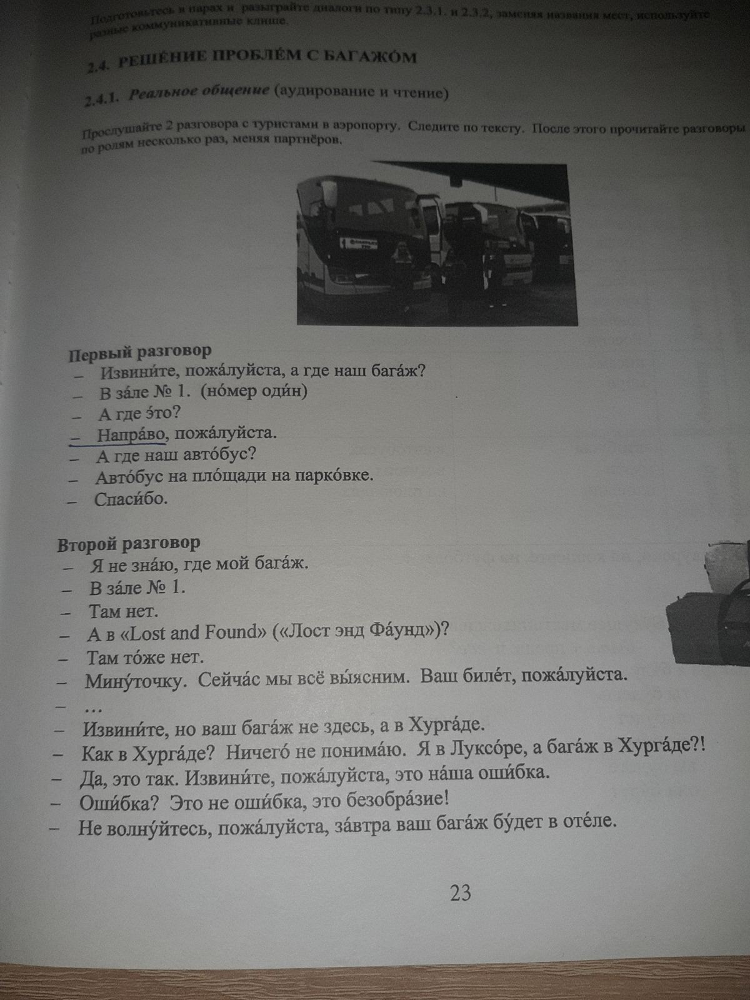 Подготовьтесь в парах и разыграйте диалоги по типу 2.3.1. и 2.3.2, заменяя названия мест, используйте
разные коммуникативные клише.
2.4. РЕШЕ́НИЕ ПРОБЛЕ́М С БАГАЖО́М
2.4.1. Реальное общение (аудирование и чтение)
Прослушайте 2 разговора с туристами в аэропорту. Следите по тексту. После этого прочитайте разговоры
по ролям несколько раз, меняя партнёров.
Первый разговор
– Извини́те, пожа́луйста, а где наш бага́ж?
– В за́ле № 1. (но́мер оди́н)
– А где э́то?
– Напра́во, пожа́луйста.
– А где наш авто́бус?
– Авто́бус на пло́щади на парко́вке.
– Спаси́бо.
Второй разговор
– Я не зна́ю, где мой бага́ж.
– В за́ле № 1.
– Там нет.
– А в «Lost and Found» («Лост энд Фа́унд»)?
– Там то́же нет.
– Мину́точку. Сейча́с мы всё вы́ясним. Ваш биле́т, пожа́луйста.
– ...
– Извини́те, но ваш бага́ж не здесь, а в Хурга́де.
– Как в Хурга́де? Ничего́ не понима́ю. Я в Луксо́ре, а бага́ж в Хурга́де?!
– Да, это так. Извини́те, пожа́луйста, это на́ша оши́бка.
– Оши́бка? Это не оши́бка, это безобра́зие!
– Не волну́йтесь, пожа́луйста, за́втра ваш бага́ж бу́дет в оте́ле.
23